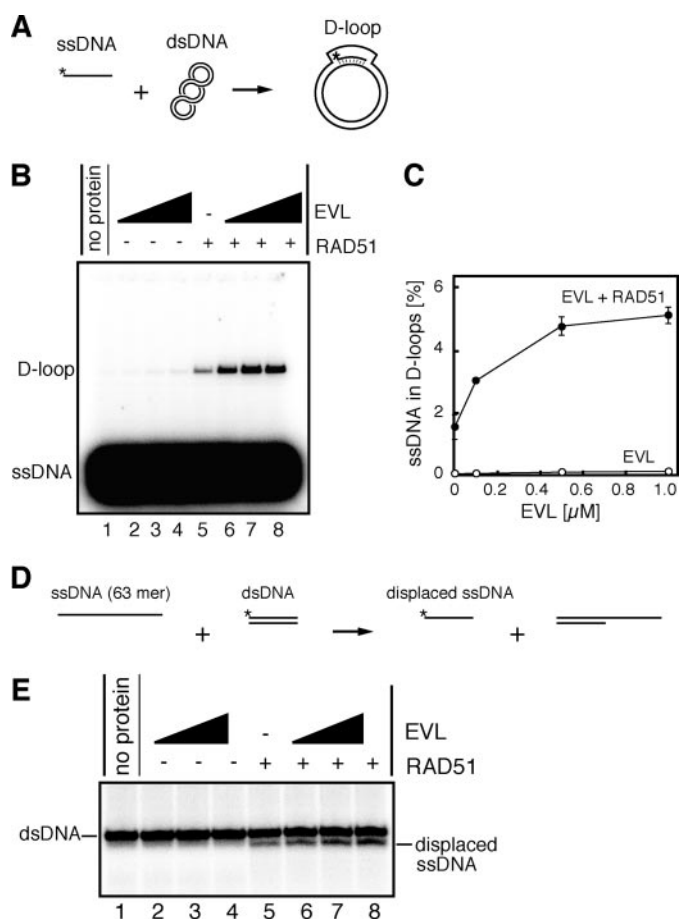 A
ssDNA
dsDNA
D-loop
*
+
*
B
no protein
- EVL
- - - + + + + RAD51
D-loop
ssDNA
1 2 3 4 5 6 7 8
C
ssDNA in D-loops [%]
6
4
2
0
EVL + RAD51
EVL
0 0.2 0.4 0.6 0.8 1.0
EVL [µM]
D
ssDNA (63 mer)
dsDNA
displaced ssDNA
*
+
*
+
E
no protein
- EVL
- - - + + + + RAD51
dsDNA
displaced
ssDNA
1 2 3 4 5 6 7 8